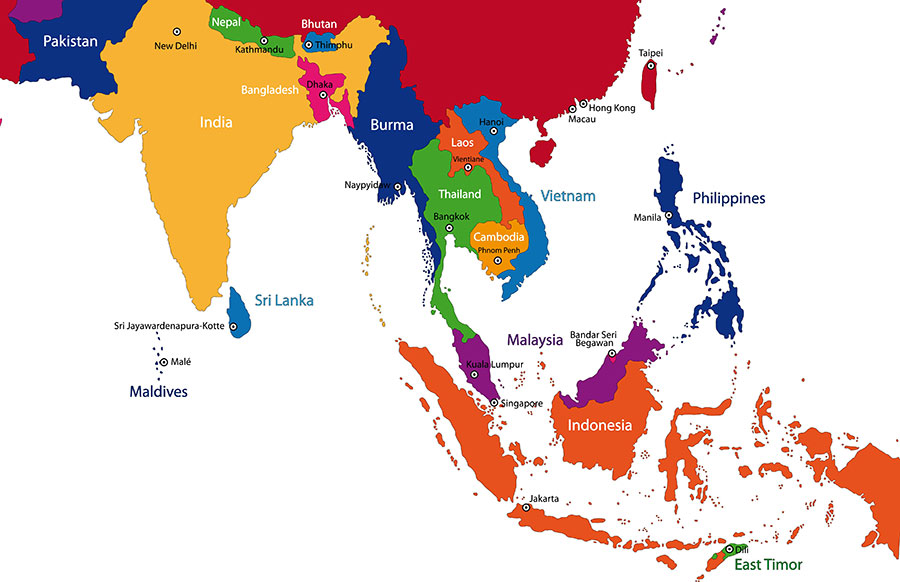 Pakistan
New Delhi
Nepal
Kathmandu
Bhutan
Thimphu
Bangladesh
Dhaka
India
Burma
Naypyidaw
Taipei
Hong Kong
Macau
Hanoi
Laos
Vientiane
Thailand
Bangkok
Vietnam
Cambodia
Phnom Penh
Philippines
Manila
Sri Lanka
Sri Jayawardenapura-Kotte
Malé
Maldives
Malaysia
Kuala Lumpur
Bandar Seri
Begawan
Singapore
Indonesia
Jakarta
Dili
East Timor